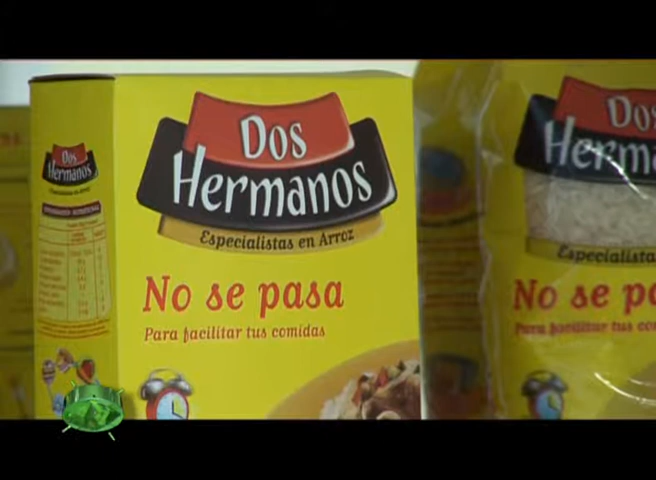 Dos
Hermanos
Especialistas en Arroz
No se pasa
Para facilitar tus comidas
Dos
Hermanos
Dos
Herma
Especialistas
No se pa
Para facilitar tus co